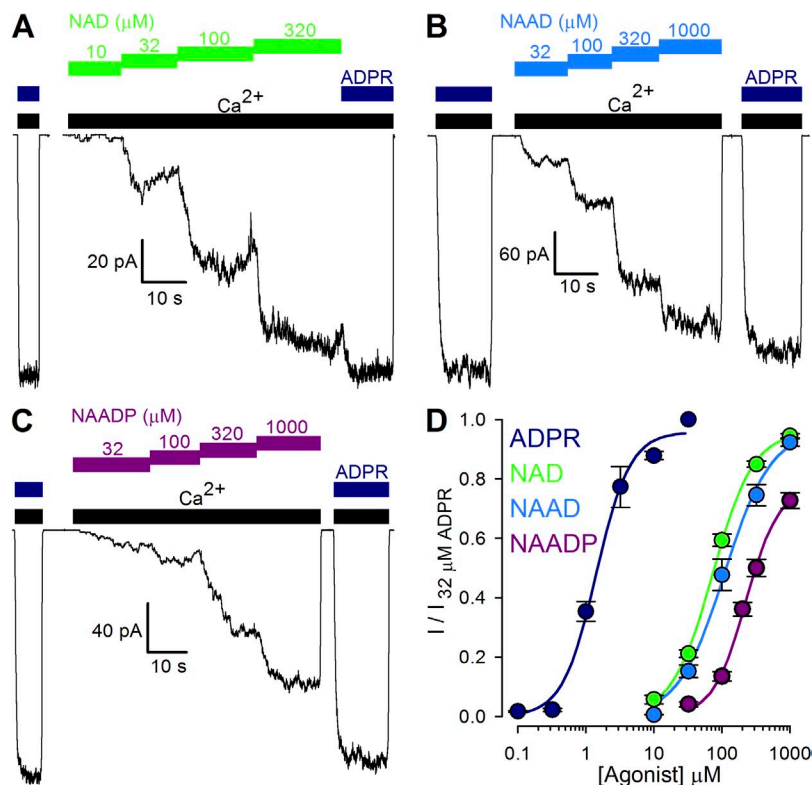 A
NAD (μM)
10 32 100 320
ADPR
Ca2+
20 pA
10 s
B
NAAD (μM)
32 100 320 1000
ADPR
Ca2+
60 pA
10 s
C
NAADP (μM)
32 100 320 1000
ADPR
Ca2+
40 pA
10 s
D
ADPR
NAD
NAAD
NAADP
I / I 32 μM ADPR
1.0
0.8
0.6
0.4
0.2
0.0
0.1 1 10 100 1000
[Agonist] μM